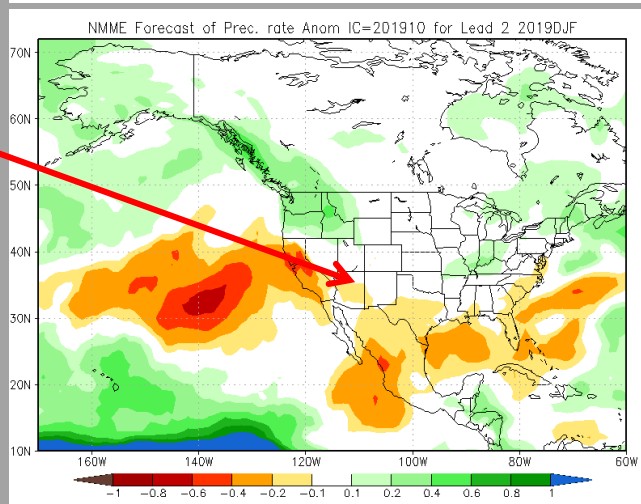 NMME Forecast of Prec. rate Anom IC=201910 for Lead 2 2019DJF
70N
60N
50N
40N
30N
20N
10N
160W 140W 120W 100W 80W 60W
-1 -0.8 -0.6 -0.4 -0.2 -0.1 0.1 0.2 0.4 0.6 0.8 1